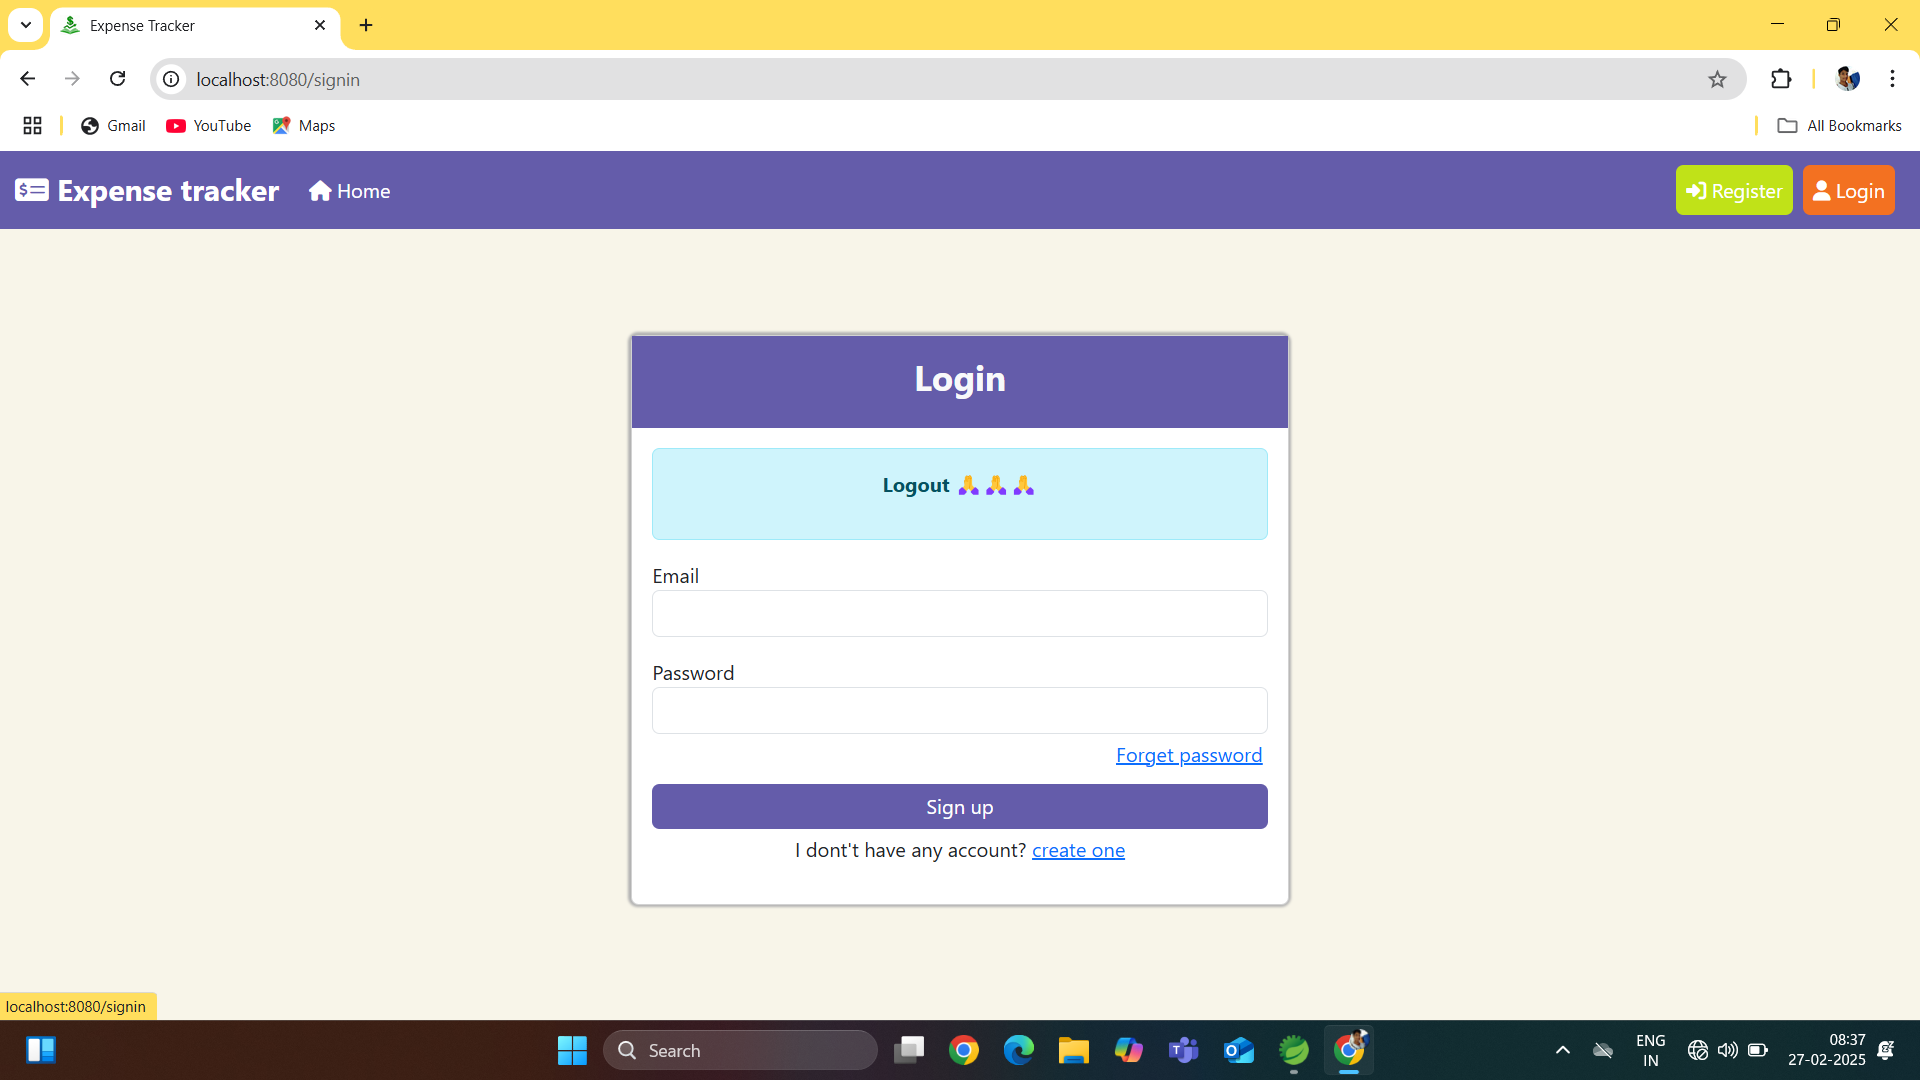 Expense Tracker
localhost:8080/signin
Gmail YouTube Maps All Bookmarks
Expense tracker Home Register Login
Login
Logout 🙏🙏🙏
Email
Password
Forget password
Sign up
I dont't have any account? create one
localhost:8080/signin
Search
ENG
IN
08:37
27-02-2025